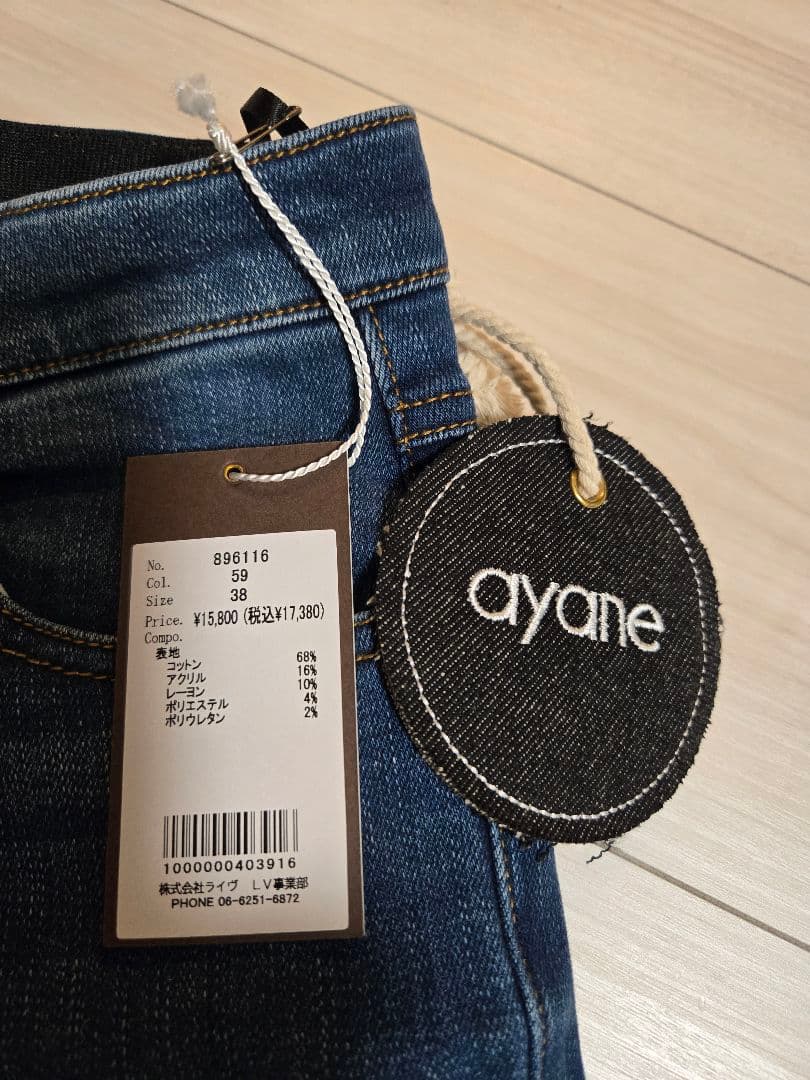 No. 896116
Col. 59
Size 38
Price. ¥15,800(税込¥17,380)
Compo.
表地
コットン 68%
アクリル 16%
レーヨン 10%
ポリエステル 4%
ポリウレタン 2%
1000000403916
株式会社ライヴ LV事業部
PHONE 06-6251-6872
ayane